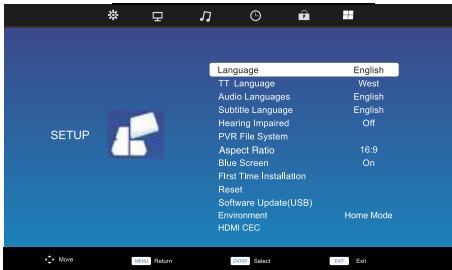 SETUP
Language English
TT Language West
Audio Languages English
Subtitle Language English
Hearing Impaired Off
PVR File System
Aspect Ratio 16:9
Blue Screen On
First Time Installation
Reset
Software Update(USB)
Environment Home Mode
HDMI CEC
Move MENU Return ENTER Select EXIT Exit